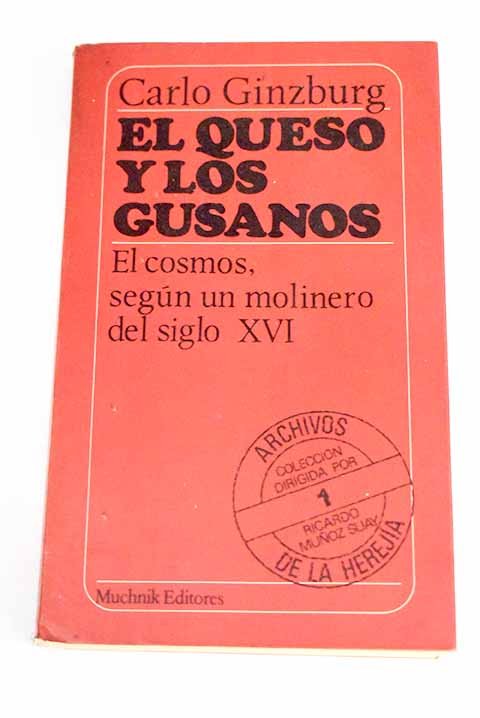 Carlo Ginzburg
EL QUESO
Y LOS
GUSANOS
El cosmos,
según un molinero
del siglo XVI
ARCHIVOS
COLECCION
DIRIGIDA POR
1
RICARDO
MUÑOZ SUAY
DE LA HEREJÍA
Muchnik Editores